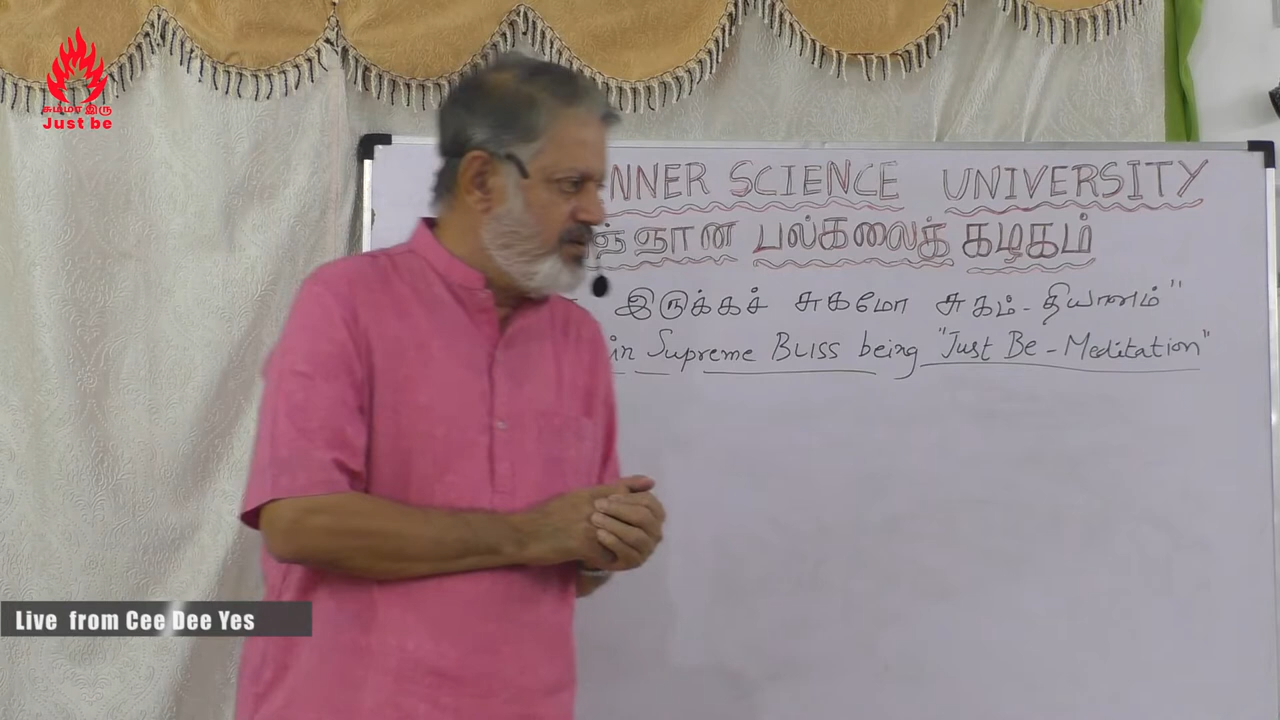 சும்மா இரு
Just be
NNER SCIENCE UNIVERSITY
ஞ்ஞான பல்கலைக் கழகம்
இருக்கச் சுகமோ சுகம் - தியானம்"
in Supreme BLISS being "Just Be - Meditation"
Live from Cee Dee Yes